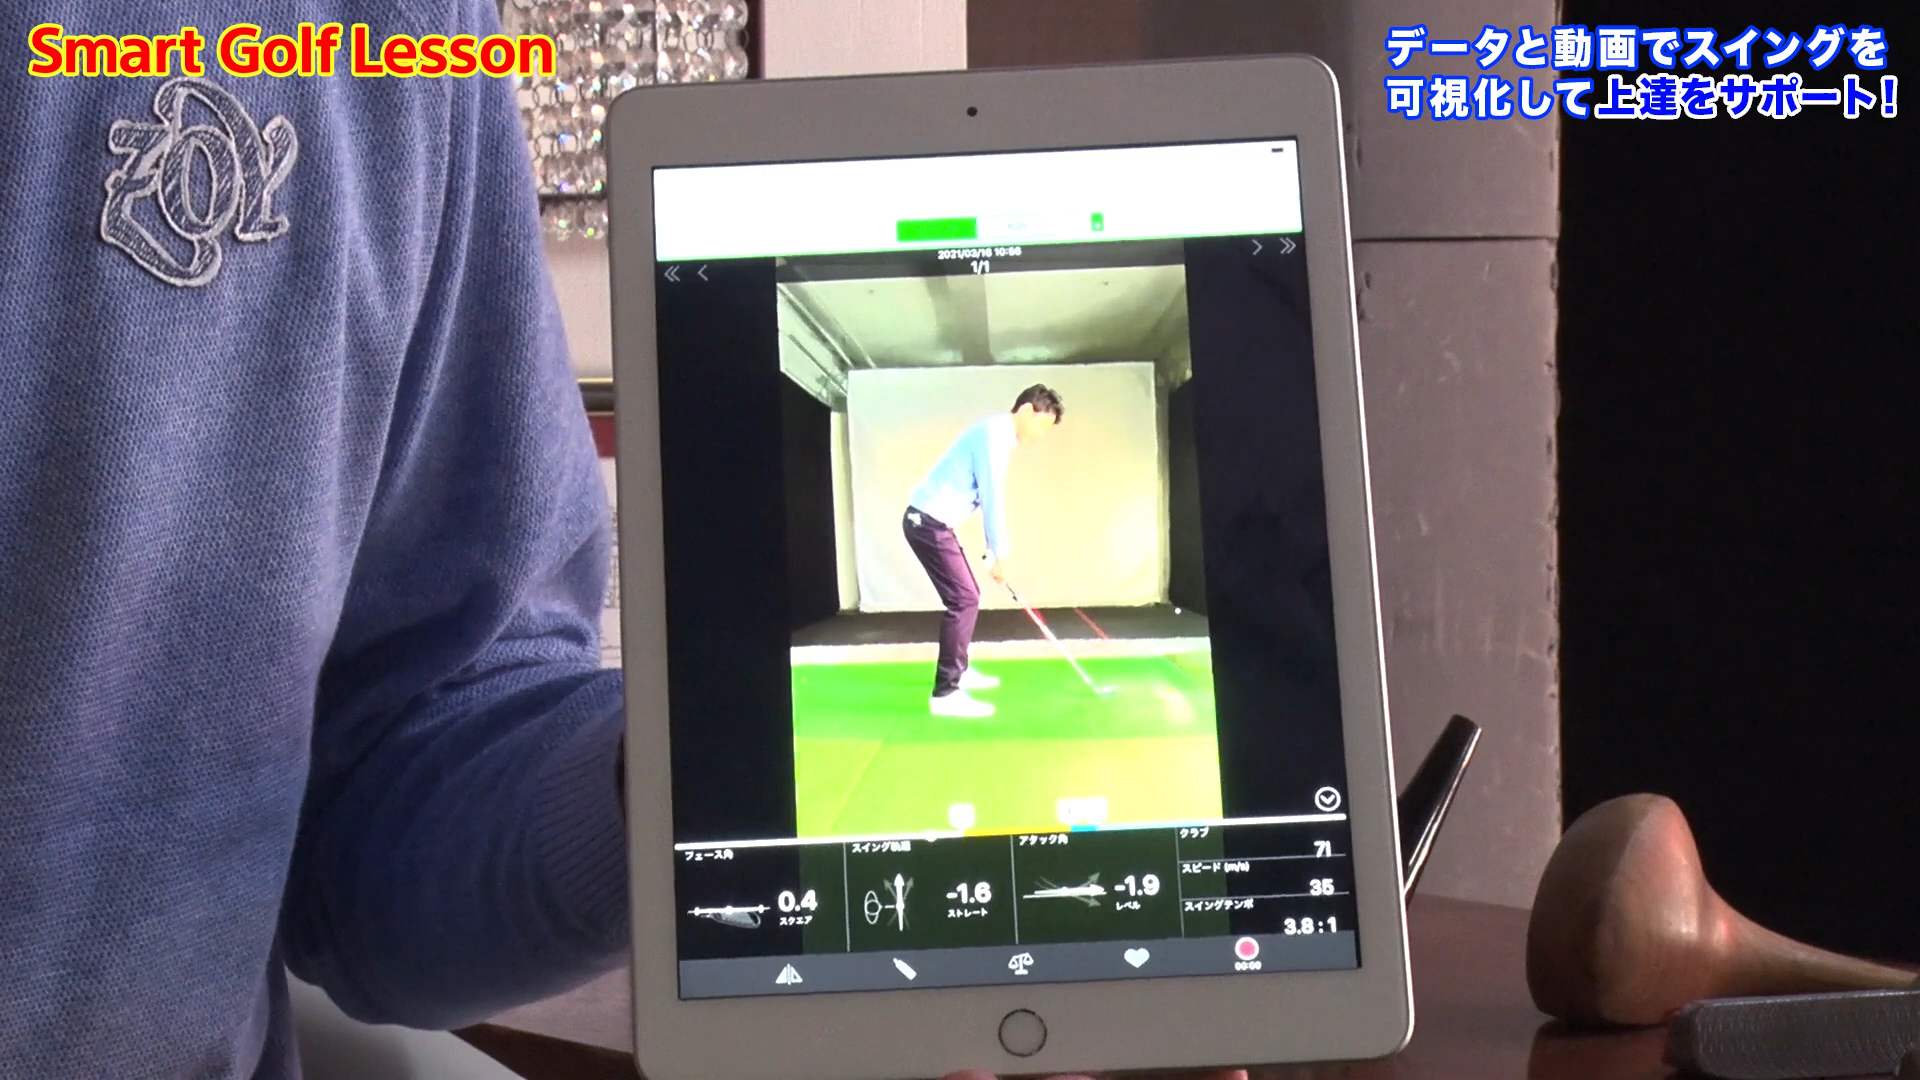 Smart Golf Lesson
データと動画でスイングを
可視化して上達をサポート!
2021/03/16 10:56
1/1
フェース角
0.4
スクエア
スイング軌道
-1.6
ストレート
アタック角
-1.9
レベル
クラブ
7I
スピード (m/s)
35
スイングテンポ
3.8 : 1
00:00